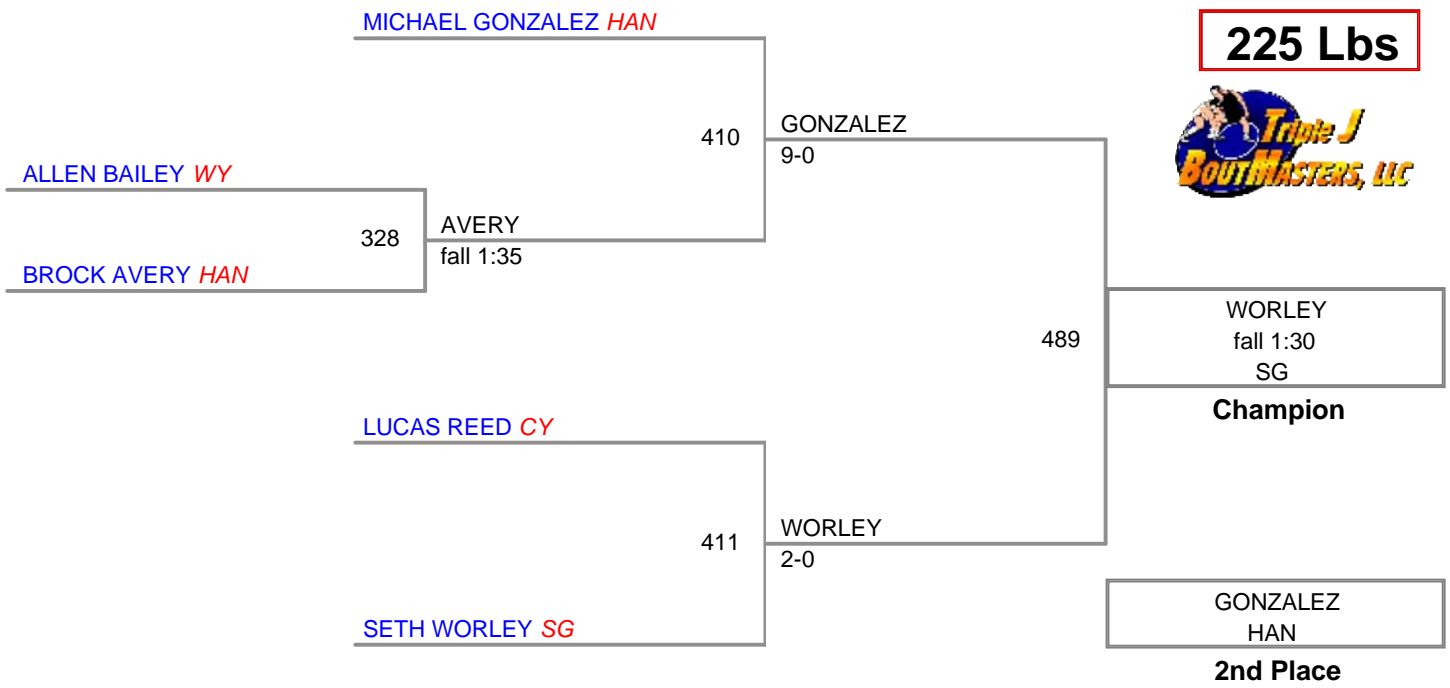 MICHAEL GONZALEZ HAN
225 Lbs
Triple J
BOUTMASTERS, LLC
410
GONZALEZ
9-0
ALLEN BAILEY WY
328
AVERY
fall 1:35
BROCK AVERY HAN
489
WORLEY
fall 1:30
SG
Champion
LUCAS REED CY
411
WORLEY
2-0
SETH WORLEY SG
GONZALEZ
HAN
2nd Place